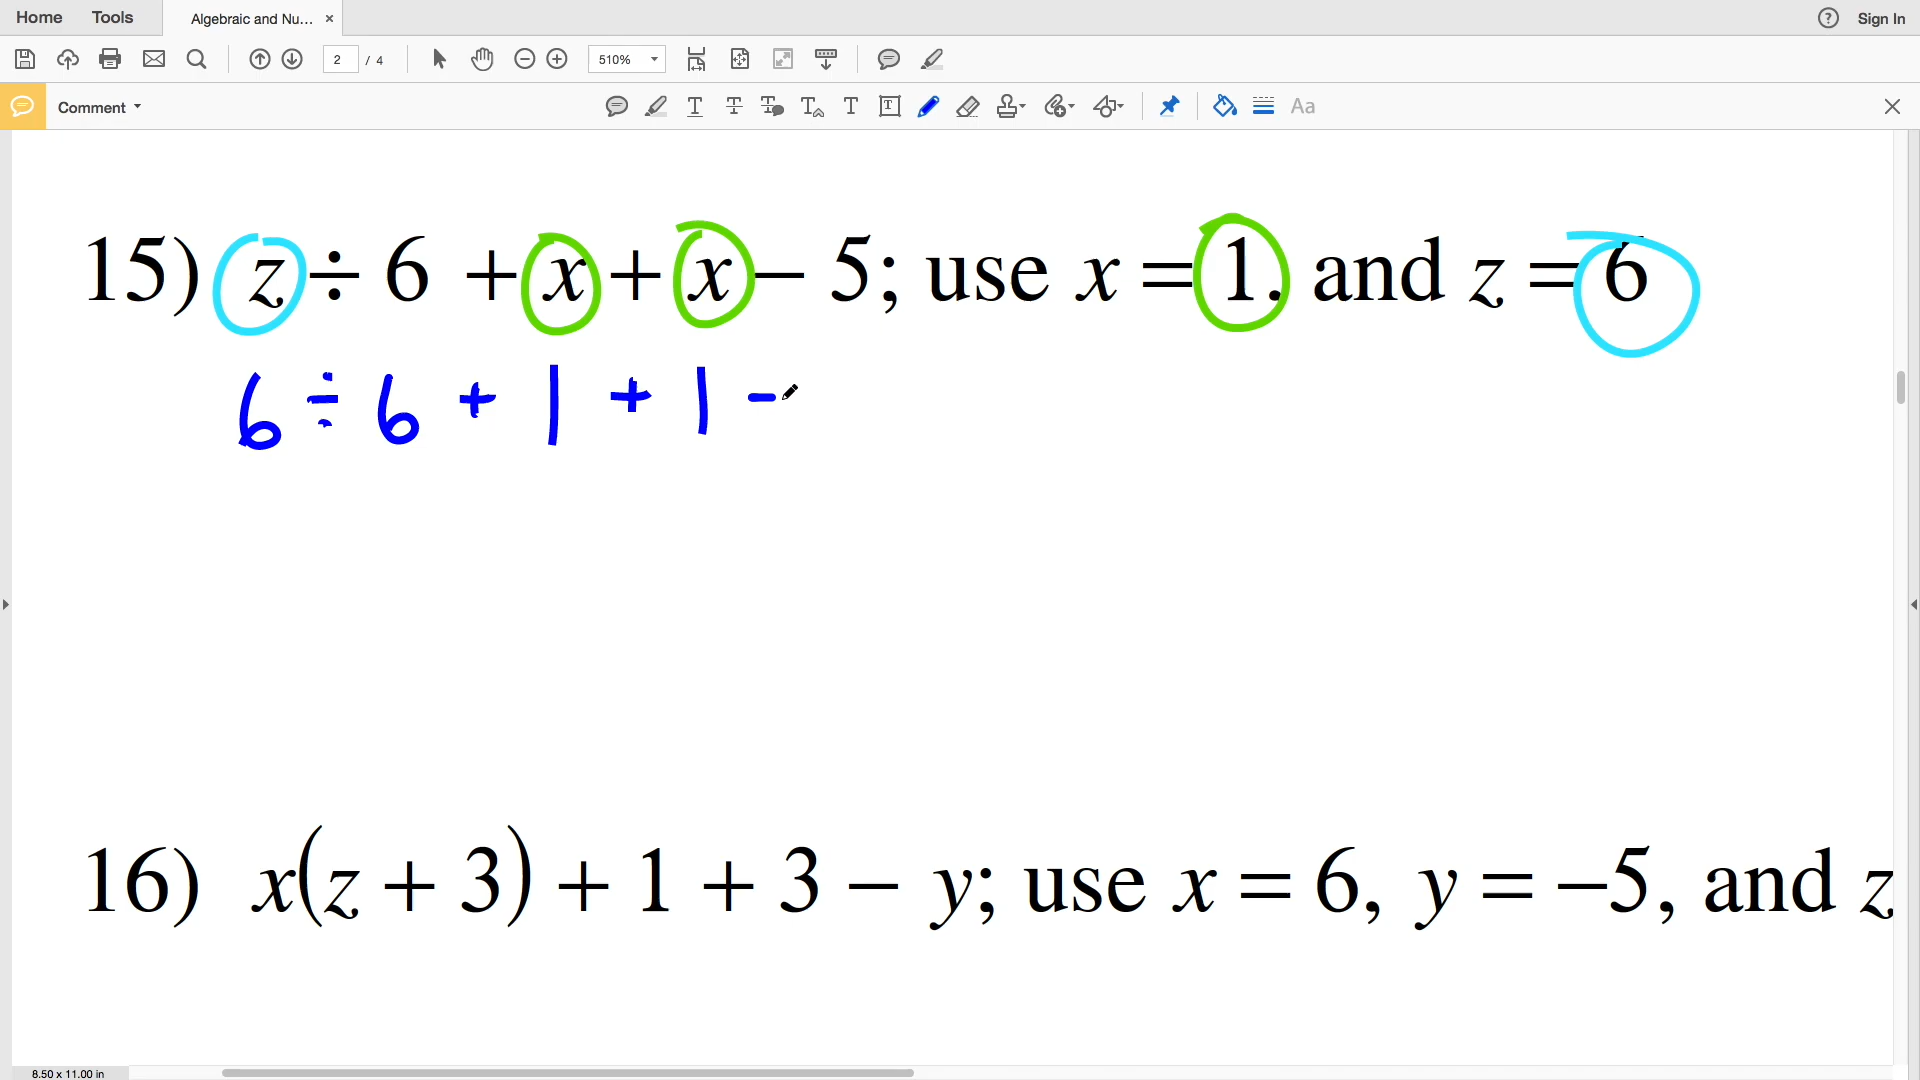 Home Tools Algebraic and Nu... × ? Sign In
2 / 4 510%
Comment T T T T T T Aa
15) z ÷ 6 + x + x − 5; use x = 1, and z = 6
6 ÷ 6 + 1 + 1 −
16) x(z + 3) + 1 + 3 − y; use x = 6, y = −5, and z
8.50 x 11.00 in